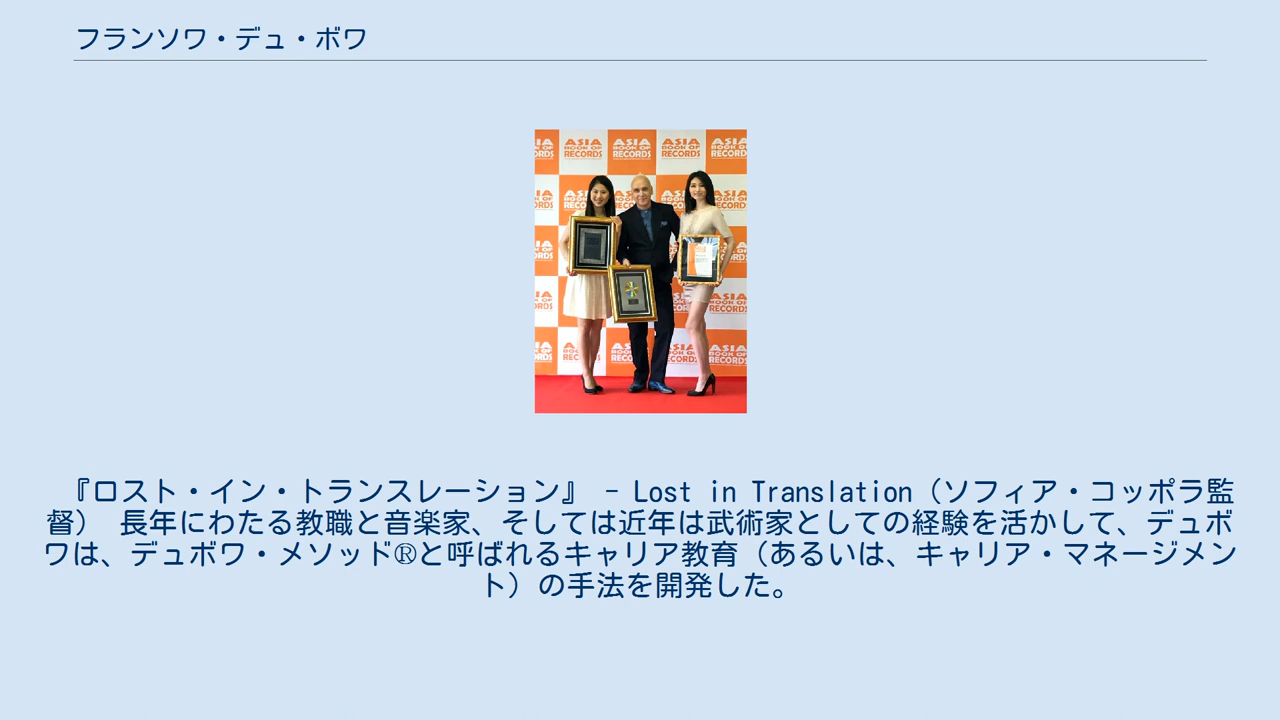 フランソワ・デュ・ボワ
ASIA BOOK OF RECORDS
『ロスト・イン・トランスレーション』 - Lost in Translation（ソフィア・コッポラ監
督） 長年にわたる教職と音楽家、そしては近年は武術家としての経験を活かして、デュボ
ワは、デュボワ・メソッド®と呼ばれるキャリア教育（あるいは、キャリア・マネージメン
ト）の手法を開発した。